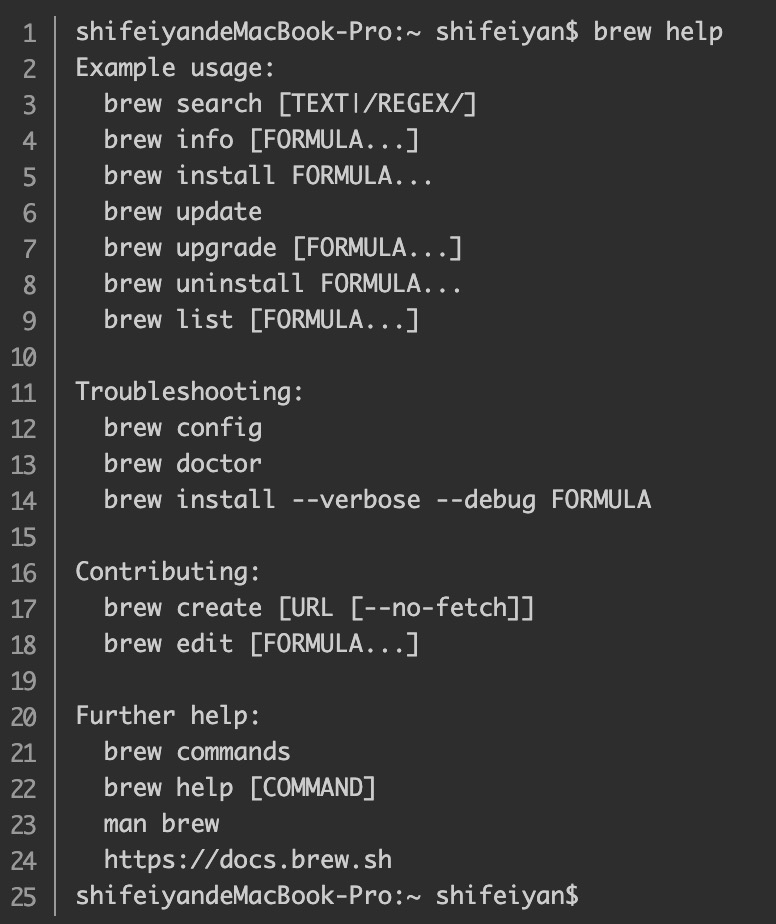 1 shifeiyandeMacBook-Pro:~ shifeiyan$ brew help
2 Example usage:
3   brew search [TEXT|/REGEX/]
4   brew info [FORMULA...]
5   brew install FORMULA...
6   brew update
7   brew upgrade [FORMULA...]
8   brew uninstall FORMULA...
9   brew list [FORMULA...]
10
11 Troubleshooting:
12   brew config
13   brew doctor
14   brew install --verbose --debug FORMULA
15
16 Contributing:
17   brew create [URL [--no-fetch]]
18   brew edit [FORMULA...]
19
20 Further help:
21   brew commands
22   brew help [COMMAND]
23   man brew
24   https://docs.brew.sh
25 shifeiyandeMacBook-Pro:~ shifeiyan$